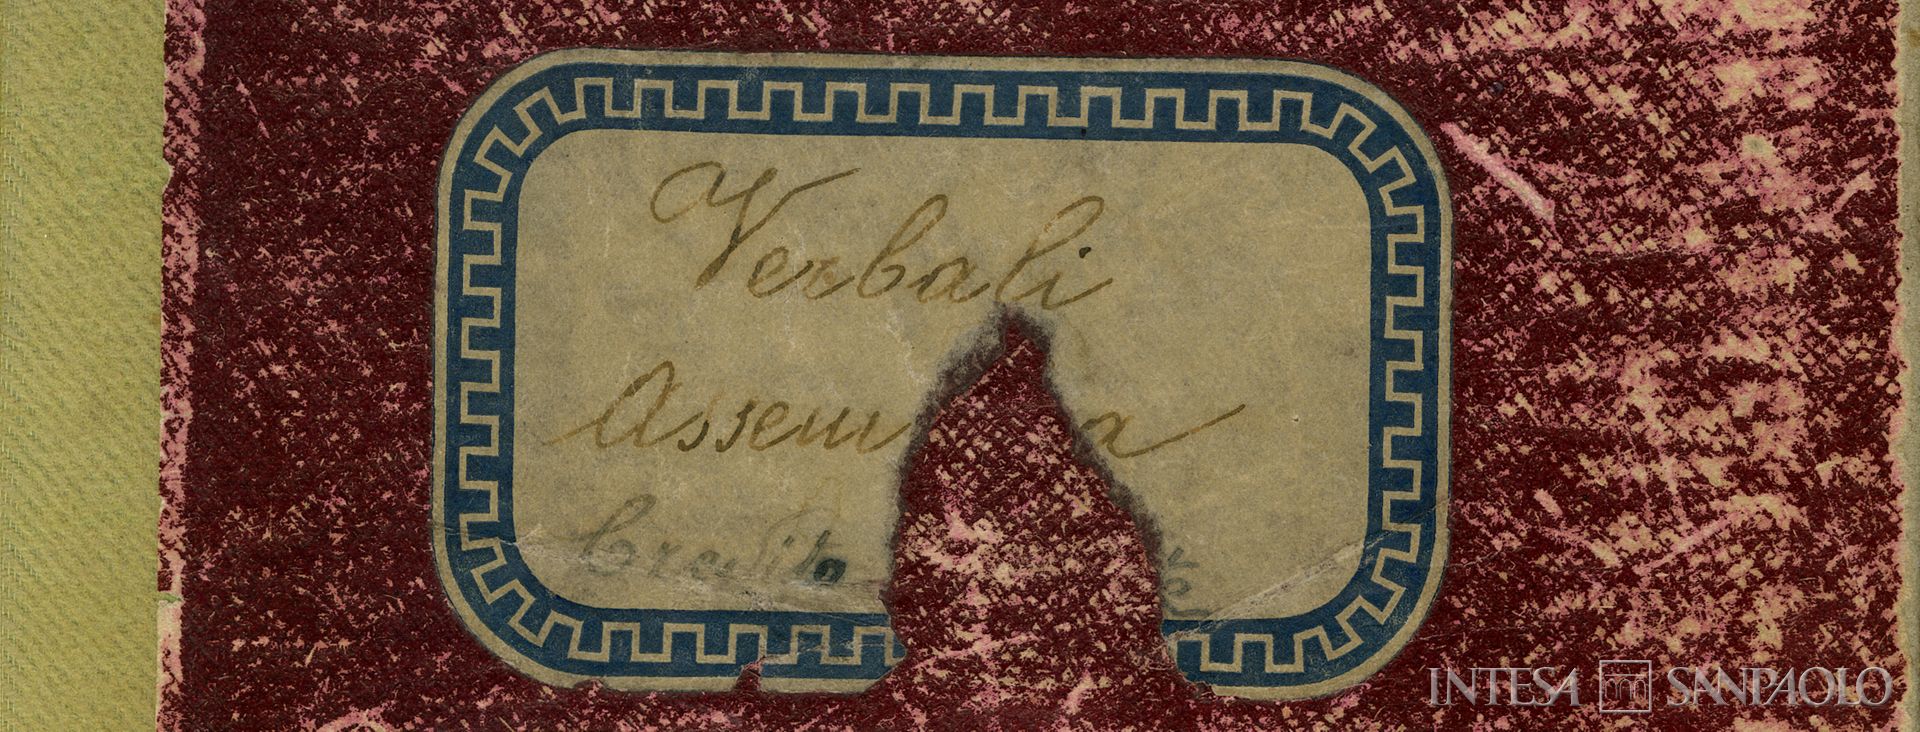 Verbali
Assem a
Credito
INTESA SANPAOLO